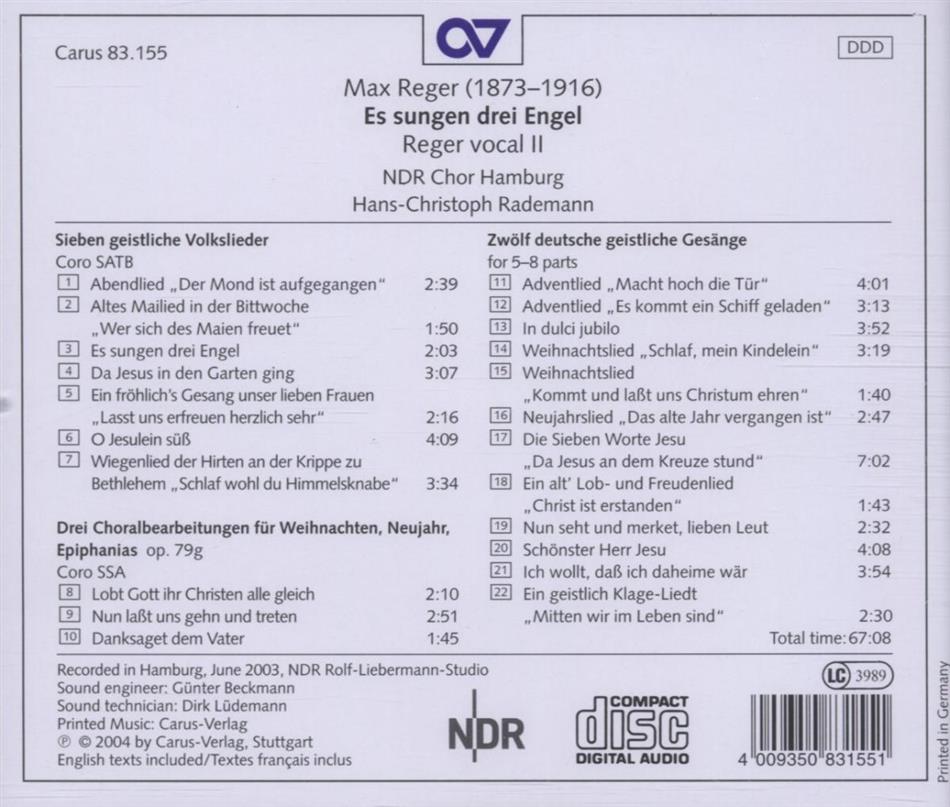 Carus 83.155
DDD
Max Reger (1873–1916)
Es sungen drei Engel
Reger vocal II
NDR Chor Hamburg
Hans-Christoph Rademann
Sieben geistliche Volkslieder
Coro SATB
1 Abendlied „Der Mond ist aufgegangen“ 2:39
2 Altes Mailied in der Bittwoche
„Wer sich des Maien freuet“ 1:50
3 Es sungen drei Engel 2:03
4 Da Jesus in den Garten ging 3:07
5 Ein fröhlich's Gesang unser lieben Frauen
„Lasst uns erfreuen herzlich sehr“ 2:16
6 O Jesulein süß 4:09
7 Wiegenlied der Hirten an der Krippe zu
Bethlehem „Schlaf wohl du Himmelsknabe“ 3:34
Drei Choralbearbeitungen für Weihnachten, Neujahr,
Epiphanias op. 79g
Coro SSA
8 Lobt Gott ihr Christen alle gleich 2:10
9 Nun laßt uns gehn und treten 2:51
10 Danksaget dem Vater 1:45
Zwölf deutsche geistliche Gesänge
for 5–8 parts
11 Adventlied „Macht hoch die Tür“ 4:01
12 Adventlied „Es kommt ein Schiff geladen“ 3:13
13 In dulci jubilo 3:52
14 Weihnachtslied „Schlaf, mein Kindelein“ 3:19
15 Weihnachtslied
„Kommt und laßt uns Christum ehren“ 1:40
16 Neujahrslied „Das alte Jahr vergangen ist“ 2:47
17 Die Sieben Worte Jesu
„Da Jesus an dem Kreuze stund“ 7:02
18 Ein alt' Lob- und Freudenlied
„Christ ist erstanden“ 1:43
19 Nun seht und merket, lieben Leut 2:32
20 Schönster Herr Jesu 4:08
21 Ich wollt, daß ich daheime wär 3:54
22 Ein geistlich Klage-Liedt
„Mitten wir im Leben sind“ 2:30
Total time: 67:08
Recorded in Hamburg, June 2003, NDR Rolf-Liebermann-Studio
Sound engineer: Günter Beckmann
Sound technician: Dirk Lüdemann
Printed Music: Carus-Verlag
℗ © 2004 by Carus-Verlag, Stuttgart
English texts included/Textes français inclus
NDR
COMPACT
disc
DIGITAL AUDIO
LC 3989
4 009350 831551
Printed in Germany